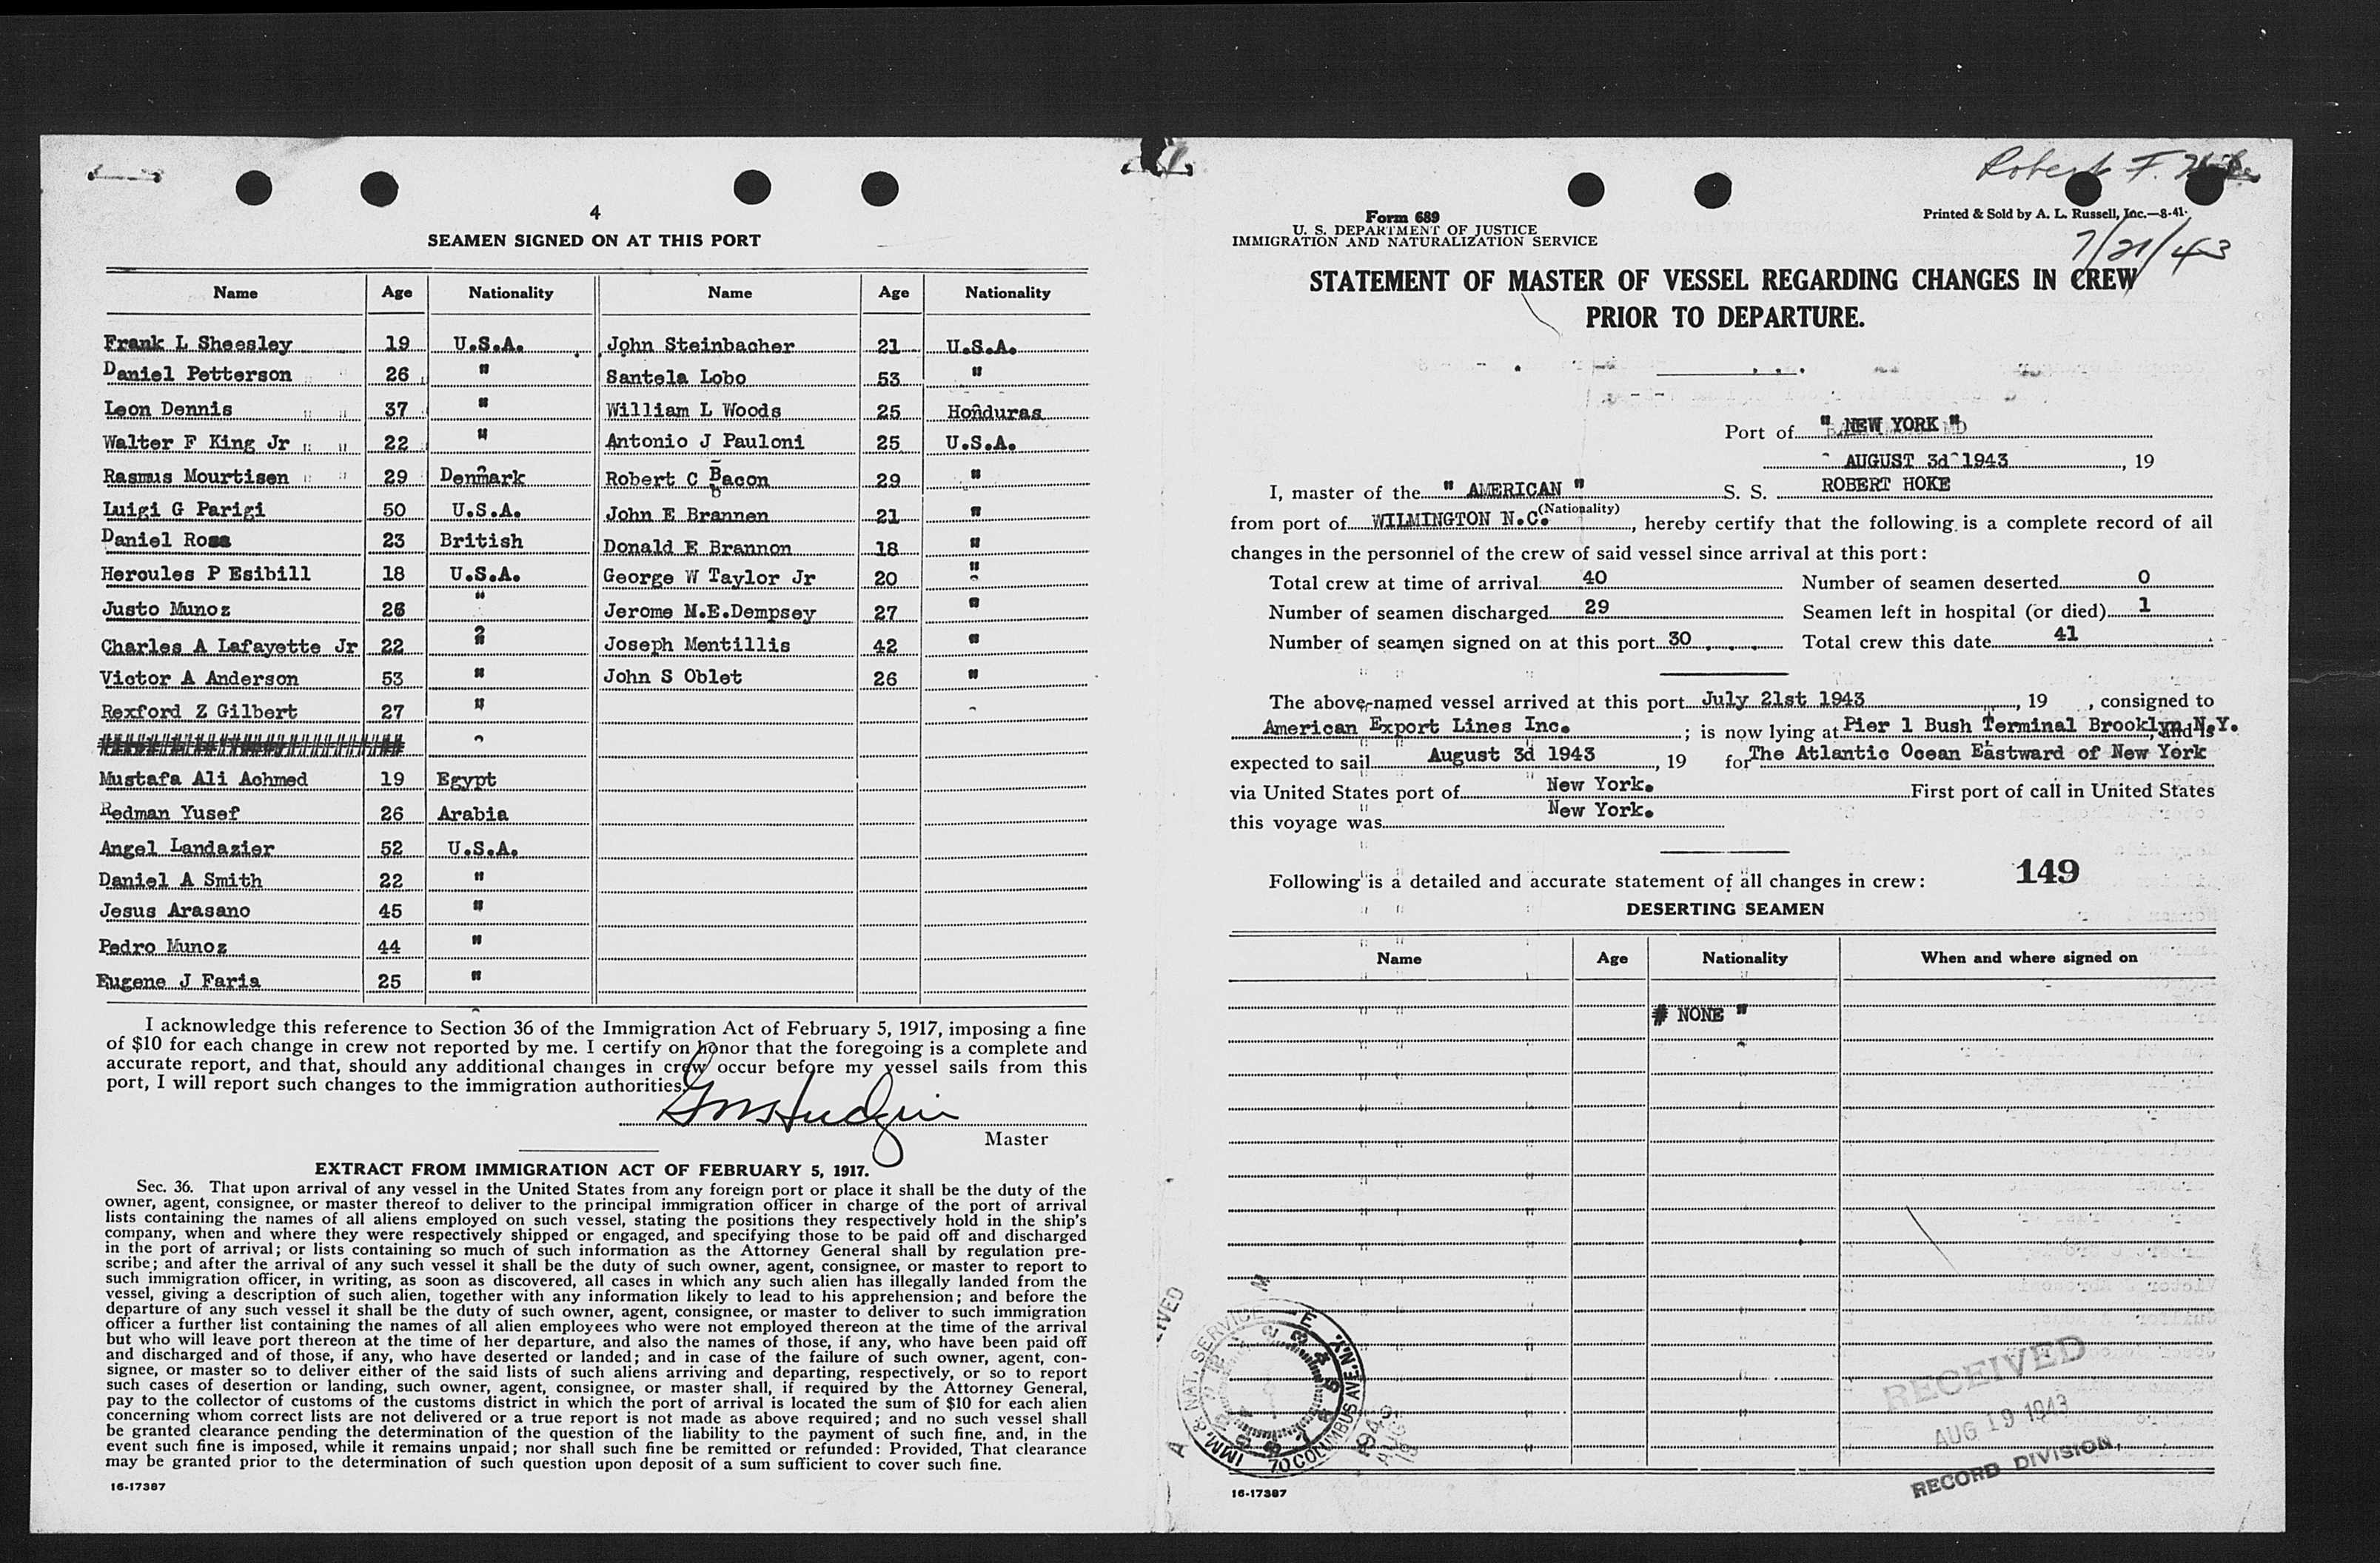 4
SEAMEN SIGNED ON AT THIS PORT
Name Age Nationality Name Age Nationality
Frank L Sheesley 19 U.S.A. John Steinbacher 21 U.S.A.
Daniel Petterson 26 " Santela Lobo 53 "
Leon Dennis 37 " William L Woods 25 Honduras
Walter F King Jr 22 " Antonio J Pauloni 25 U.S.A.
Rasmus Mourtisen 29 Denmark Robert C Bacon 29 "
Luigi G Parigi 50 U.S.A. John E Brannen 21 "
Daniel Ross 23 British Donald E Brannon 18 "
Hercules P Esibill 18 U.S.A. George W Taylor Jr 20 "
Justo Munoz 26 " Jerome M.E.Dempsey 27 "
Charles A Lafayette Jr 22 " Joseph Mentillis 42 "
Victor A Anderson 53 " John S Oblet 26 "
Rexford Z Gilbert 27 "
Mustafa Ali Achmed 19 Egypt
Redman Yusef 26 Arabia
Angel Landazier 52 U.S.A.
Daniel A Smith 22 "
Jesus Arasano 45 "
Pedro Munoz 44 "
Eugene J Faria 25 "
I acknowledge this reference to Section 36 of the Immigration Act of February 5, 1917, imposing a fine
of $10 for each change in crew not reported by me. I certify on honor that the foregoing is a complete and
accurate report, and that, should any additional changes in crew occur before my vessel sails from this
port, I will report such changes to the immigration authorities.
Master
EXTRACT FROM IMMIGRATION ACT OF FEBRUARY 5, 1917.
Sec. 36. That upon arrival of any vessel in the United States from any foreign port or place it shall be the duty of the
owner, agent, consignee, or master thereof to deliver to the principal immigration officer in charge of the port of arrival
lists containing the names of all aliens employed on such vessel, stating the positions they respectively hold in the ship's
company, when and where they were respectively shipped or engaged, and specifying those to be paid off and discharged
in the port of arrival; or lists containing so much of such information as the Attorney General shall by regulation pre-
scribe; and after the arrival of any such vessel it shall be the duty of such owner, agent, consignee, or master to report to
such immigration officer, in writing, as soon as discovered, all cases in which any such alien has illegally landed from the
vessel, giving a description of such alien, together with any information likely to lead to his apprehension; and before the
departure of any such vessel it shall be the duty of such owner, agent, consignee, or master to deliver to such immigration
officer a further list containing the names of all alien employees who were not employed thereon at the time of the arrival
but who will leave port thereon at the time of her departure, and also the names of those, if any, who have been paid off
and discharged and of those, if any, who have deserted or landed; and in case of the failure of such owner, agent, con-
signee, or master so to deliver either of the said lists of such aliens arriving and departing, respectively, or so to report
such cases of desertion or landing, such owner, agent, consignee, or master shall, if required by the Attorney General,
pay to the collector of customs of the customs district in which the port of arrival is located the sum of $10 for each alien
concerning whom correct lists are not delivered or a true report is not made as above required; and no such vessel shall
be granted clearance pending the determination of the question of the liability to the payment of such fine, and, in the
event such fine is imposed, while it remains unpaid; nor shall such fine be remitted or refunded: Provided, That clearance
may be granted prior to the determination of such question upon deposit of a sum sufficient to cover such fine.
16-17387
Robert F.
Form 689
U. S. DEPARTMENT OF JUSTICE
IMMIGRATION AND NATURALIZATION SERVICE
Printed & Sold by A. L. Russell, Inc.—8-41
7/21/43
STATEMENT OF MASTER OF VESSEL REGARDING CHANGES IN CREW
PRIOR TO DEPARTURE.
Port of " NEW YORK "
AUGUST 3d 1943, 19
I, master of the " AMERICAN " S. S. ROBERT HOKE
(Nationality)
from port of WILMINGTON N.C., hereby certify that the following is a complete record of all
changes in the personnel of the crew of said vessel since arrival at this port:
Total crew at time of arrival 40 Number of seamen deserted 0
Number of seamen discharged 29 Seamen left in hospital (or died) 1
Number of seamen signed on at this port 30 Total crew this date 41
The above-named vessel arrived at this port July 21st 1943, 19 , consigned to
American Export Lines Inc. ; is now lying at Pier 1 Bush Terminal Brooklyn N.Y. , and is
expected to sail August 3d 1943, 19 for The Atlantic Ocean Eastward of New York
via United States port of New York. First port of call in United States
this voyage was New York.
Following is a detailed and accurate statement of all changes in crew: 149
DESERTING SEAMEN
Name Age Nationality When and where signed on
# NONE "
IMM. & NAT. SERVICE
70 COLUMBUS AVE. N.Y.
RECEIVED
AUG 19 1943
RECORD DIVISION
16-17387